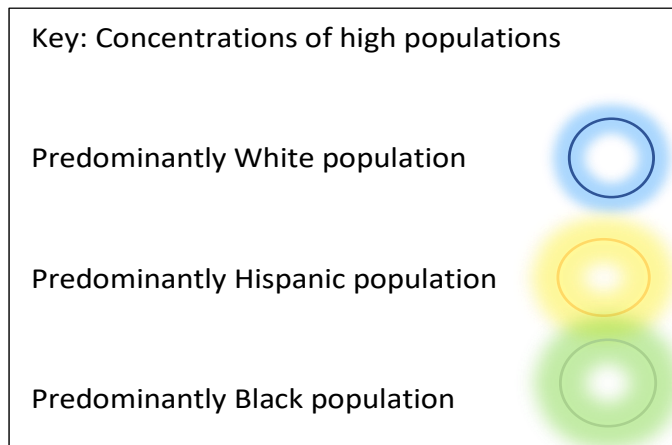 Key: Concentrations of high populations
Predominantly White population
Predominantly Hispanic population
Predominantly Black population